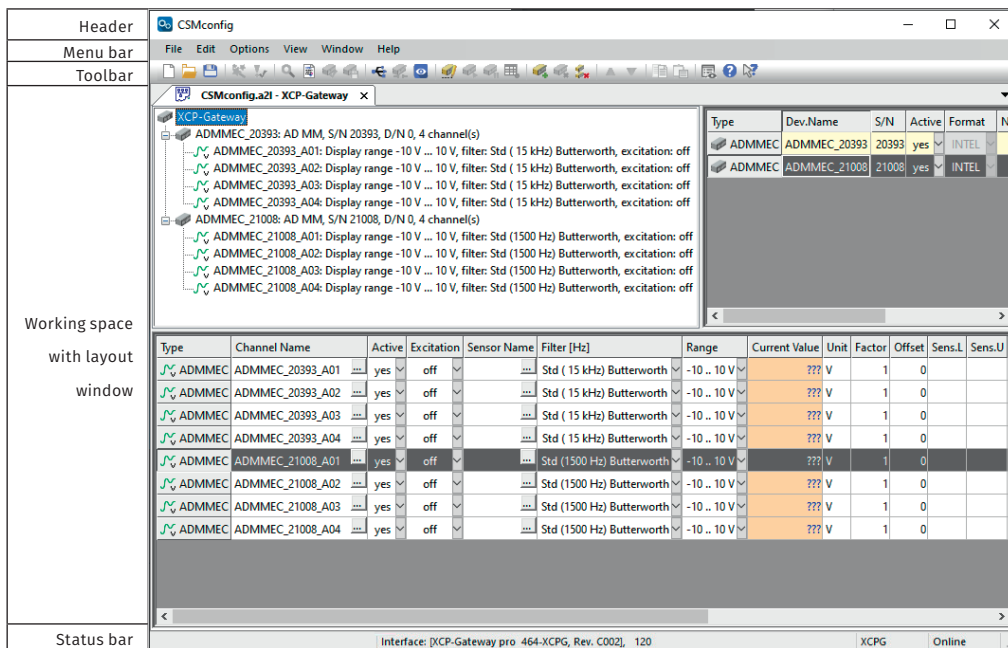 Header
CSMconfig
Menu bar
File Edit Options View Window Help
Toolbar
CSMconfig.a2l - XCP-Gateway
XCP-Gateway
ADMMEC_20393: AD MM, S/N 20393, D/N 0, 4 channel(s)
ADMMEC_20393_A01: Display range -10 V ... 10 V, filter: Std ( 15 kHz) Butterworth, excitation: off
ADMMEC_20393_A02: Display range -10 V ... 10 V, filter: Std ( 15 kHz) Butterworth, excitation: off
ADMMEC_20393_A03: Display range -10 V ... 10 V, filter: Std ( 15 kHz) Butterworth, excitation: off
ADMMEC_20393_A04: Display range -10 V ... 10 V, filter: Std ( 15 kHz) Butterworth, excitation: off
ADMMEC_21008: AD MM, S/N 21008, D/N 0, 4 channel(s)
ADMMEC_21008_A01: Display range -10 V ... 10 V, filter: Std (1500 Hz) Butterworth, excitation: off
ADMMEC_21008_A02: Display range -10 V ... 10 V, filter: Std (1500 Hz) Butterworth, excitation: off
ADMMEC_21008_A03: Display range -10 V ... 10 V, filter: Std (1500 Hz) Butterworth, excitation: off
ADMMEC_21008_A04: Display range -10 V ... 10 V, filter: Std (1500 Hz) Butterworth, excitation: off
Type Dev.Name S/N Active Format N
ADMMEC ADMMEC_20393 20393 yes INTEL
ADMMEC ADMMEC_21008 21008 yes INTEL
Working space
with layout
window
Type Channel Name Active Excitation Sensor Name Filter [Hz] Range Current Value Unit Factor Offset Sens.L Sens.U
ADMMEC ADMMEC_20393_A01 ... yes off ... Std ( 15 kHz) Butterworth -10 .. 10 V ??? V 1 0
ADMMEC ADMMEC_20393_A02 ... yes off ... Std ( 15 kHz) Butterworth -10 .. 10 V ??? V 1 0
ADMMEC ADMMEC_20393_A03 ... yes off ... Std ( 15 kHz) Butterworth -10 .. 10 V ??? V 1 0
ADMMEC ADMMEC_20393_A04 ... yes off ... Std ( 15 kHz) Butterworth -10 .. 10 V ??? V 1 0
ADMMEC ADMMEC_21008_A01 ... yes off ... Std (1500 Hz) Butterworth -10 .. 10 V ??? V 1 0
ADMMEC ADMMEC_21008_A02 ... yes off ... Std (1500 Hz) Butterworth -10 .. 10 V ??? V 1 0
ADMMEC ADMMEC_21008_A03 ... yes off ... Std (1500 Hz) Butterworth -10 .. 10 V ??? V 1 0
ADMMEC ADMMEC_21008_A04 ... yes off ... Std (1500 Hz) Butterworth -10 .. 10 V ??? V 1 0
Status bar
Interface: [XCP-Gateway pro 464-XCPG, Rev. C002], 120 XCPG Online